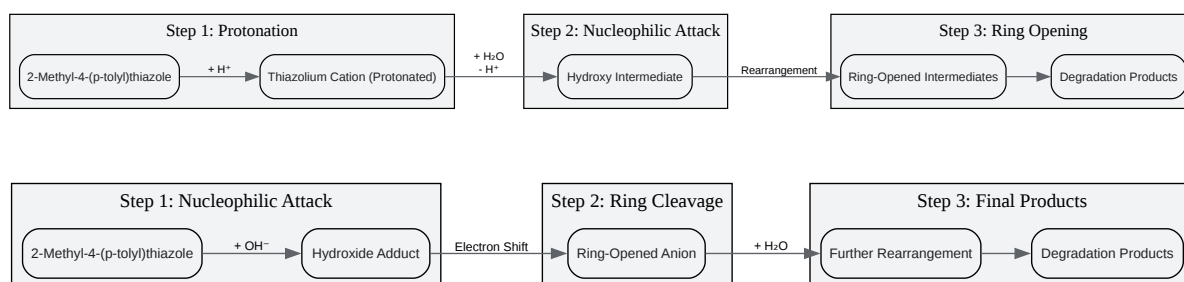 Step 1: Protonation
2-Methyl-4-(p-tolyl)thiazole
+ H⁺
Thiazolium Cation (Protonated)
+ H₂O
- H⁺
Step 2: Nucleophilic Attack
Hydroxy Intermediate
Rearrangement
Step 3: Ring Opening
Ring-Opened Intermediates
Degradation Products
Step 1: Nucleophilic Attack
2-Methyl-4-(p-tolyl)thiazole
+ OH⁻
Hydroxide Adduct
Electron Shift
Step 2: Ring Cleavage
Ring-Opened Anion
+ H₂O
Step 3: Final Products
Further Rearrangement
Degradation Products